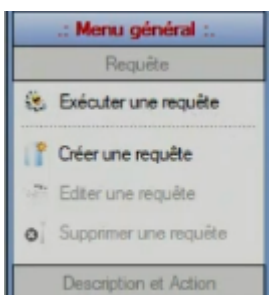 .: Menu général :.
Requête
Exécuter une requête
Créer une requête
Editer une requête
Supprimer une requête
Description et Action